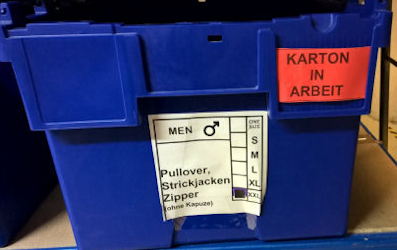 KARTON
IN
ARBEIT
MEN ♂
ONE
SIZE
S
M
L
XL
XXL
Pullover,
Strickjacken
Zipper
(ohne Kapuze)